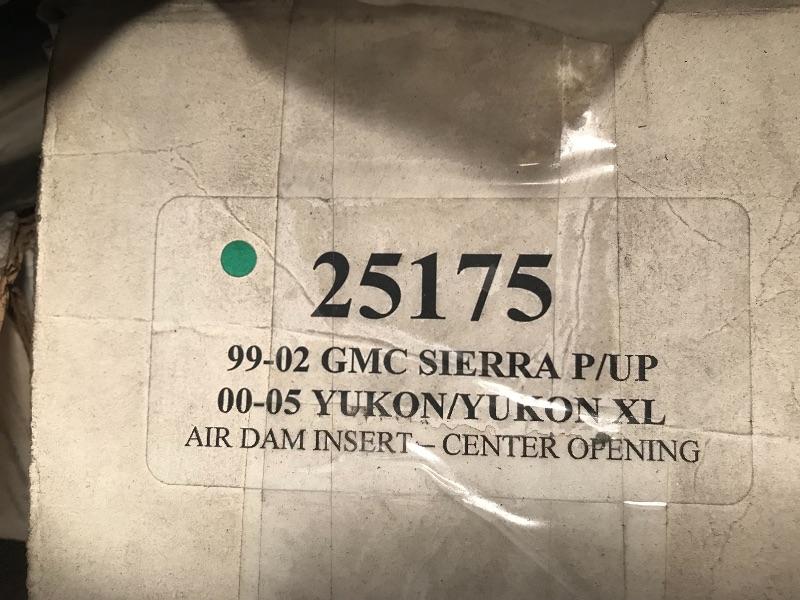 25175
99-02 GMC SIERRA P/UP
00-05 YUKON/YUKON XL
AIR DAM INSERT – CENTER OPENING